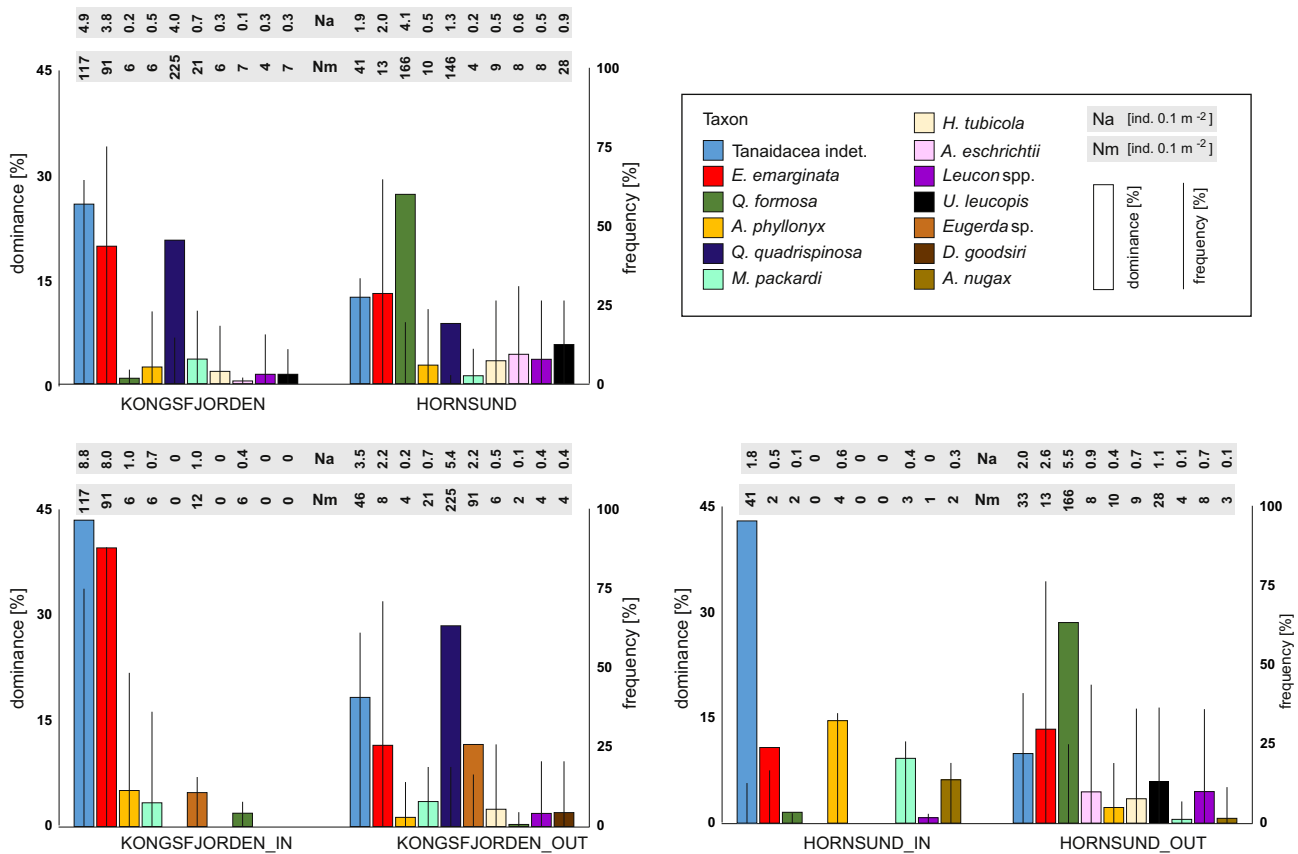 4.9 3.8 0.2 0.5 4.0 0.7 0.3 0.1 0.3 0.3 Na 1.9 2.0 4.1 0.5 1.3 0.2 0.5 0.6 0.5 0.9
117 91 6 6 225 21 6 7 4 7 Nm 41 13 166 10 146 4 9 8 8 28
45
30
15
0
dominance [%]
100
75
50
25
0
frequency [%]
KONGSFJORDEN
HORNSUND
Taxon
Tanaidacea indet.
E. emarginata
Q. formosa
A. phyllonyx
Q. quadrispinosa
M. packardi
H. tubicola
A. eschrichtii
Leucon spp.
U. leucopis
Eugerda sp.
D. goodsiri
A. nugax
Na [ind. 0.1 m -2 ]
Nm [ind. 0.1 m -2 ]
dominance [%]
frequency [%]
8.8 8.0 1.0 0.7 0 1.0 0 0.4 0 0 Na 3.5 2.2 0.2 0.7 5.4 2.2 0.5 0.1 0.4 0.4
117 91 6 6 0 12 0 6 0 0 Nm 46 8 4 21 225 91 6 2 4 4
45
30
15
0
dominance [%]
100
75
50
25
0
frequency [%]
KONGSFJORDEN_IN
KONGSFJORDEN_OUT
1.8 0.5 0.1 0 0.6 0 0 0.4 0 0.3 Na 2.0 2.6 5.5 0.9 0.4 0.7 1.1 0.1 0.7 0.1
41 2 2 0 4 0 0 3 1 2 Nm 33 13 166 8 10 9 28 4 8 3
45
30
15
0
dominance [%]
100
75
50
25
0
frequency [%]
HORNSUND_IN
HORNSUND_OUT